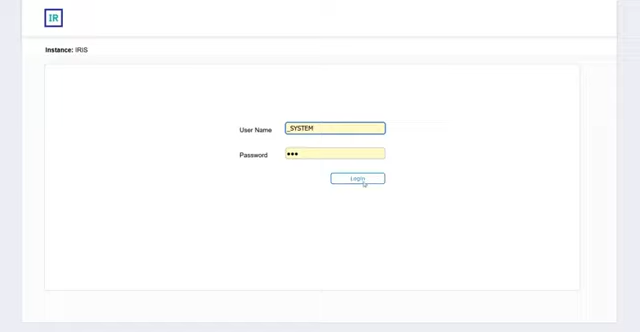 IR
Instance: IRIS
User Name
_SYSTEM
Password
•••
Login